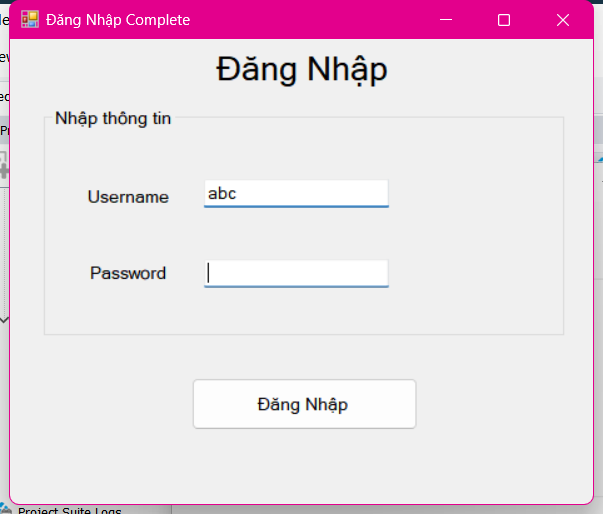 Đăng Nhập Complete
Đăng Nhập
Nhập thông tin
Username
abc
Password
Đăng Nhập
Project Suite Logs